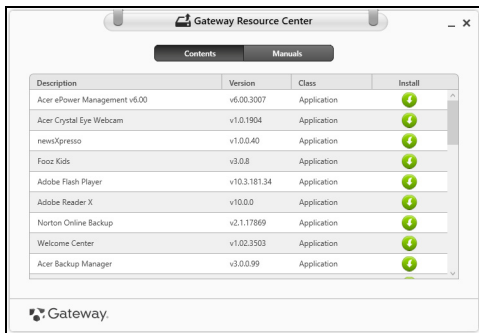 Gateway Resource Center
Contents Manuals
Description Version Class Install
Acer ePower Management v6.00 v6.00.3007 Application
Acer Crystal Eye Webcam v1.0.1904 Application
newsXpresso v1.0.0.40 Application
Fooz Kids v3.0.8 Application
Adobe Flash Player v10.3.181.34 Application
Adobe Reader X v10.0.0 Application
Norton Online Backup v2.1.17869 Application
Welcome Center v1.02.3503 Application
Acer Backup Manager v3.0.0.99 Application
Gateway.